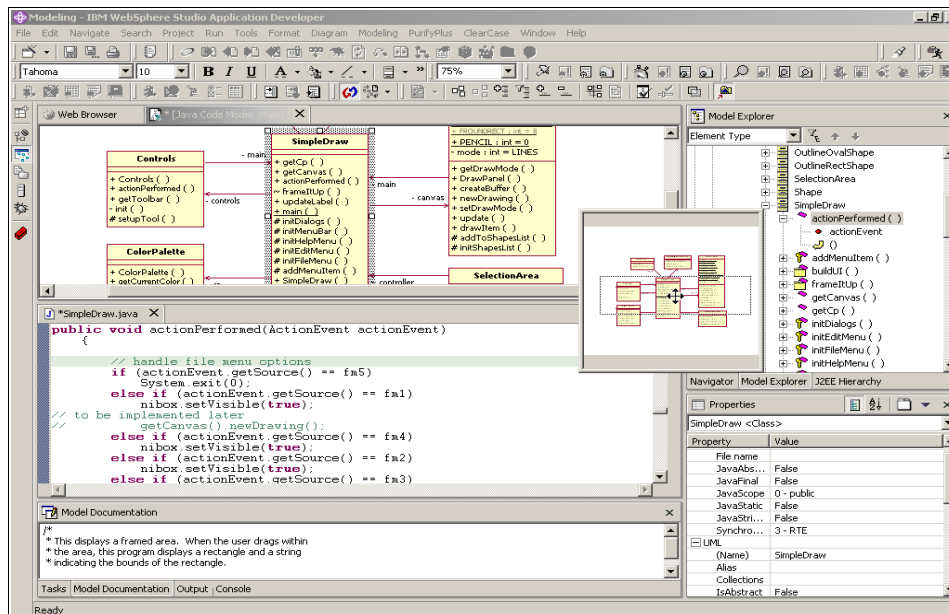 Modeling - IBM WebSphere Studio Application Developer
File Edit Navigate Search Project Run Tools Format Diagram Modeling PurifyPlus ClearCase Window Help
Tahoma 10 B I U A 75%
Web Browser
* [Java Code Model
Controls
+ Controls ( )
+ actionPerformed ( )
+ getToolbar ( )
- init ( )
# setupTool ( )
ColorPalette
+ ColorPalette ( )
+ getCurrentColor ( )
- main
- controls
SimpleDraw
+ getCp ( )
+ getCanvas ( )
+ actionPerformed ( )
~ frameItUp ( )
+ updateLabel ( )
+ main ( )
# initDialogs ( )
# initMenuBar ( )
# initHelpMenu ( )
# initEditMenu ( )
# initFileMenu ( )
# addMenuItem ( )
+ SimpleDraw ( )
- main
- canvas
- controller
+ FROUNDRECT : int = 8
+ PENCIL : int = 0
- mode : int = LINES
+ getDrawMode ( )
+ DrawPanel ( )
+ createBuffer ( )
+ newDrawing ( )
+ setDrawMode ( )
+ update ( )
+ drawItem ( )
# addToShapesList ( )
# initShapesList ( )
SelectionArea
*SimpleDraw.java
public void actionPerformed(ActionEvent actionEvent)
{
// handle file menu options
if (actionEvent.getSource() == fm5)
System.exit(0);
else if (actionEvent.getSource() == fm1)
nibox.setVisible(true);
// to be implemented later
// getCanvas().newDrawing();
else if (actionEvent.getSource() == fm4)
nibox.setVisible(true);
else if (actionEvent.getSource() == fm2)
nibox.setVisible(true);
else if (actionEvent.getSource() == fm3)
Model Documentation
/*
* This displays a framed area. When the user drags within
* the area, this program displays a rectangle and a string
* indicating the bounds of the rectangle.
Tasks Model Documentation Output Console
Ready
Model Explorer
Element Type
OutlineOvalShape
OutlineRectShape
SelectionArea
Shape
SimpleDraw
actionPerformed ( )
actionEvent
()
addMenuItem ( )
buildUI ( )
frameItUp ( )
getCanvas ( )
getCp ( )
initDialogs ( )
initEditMenu ( )
initFileMenu ( )
initHelpMenu ( )
Navigator Model Explorer J2EE Hierarchy
Properties
SimpleDraw <Class>
Property Value
File name
JavaAbs... False
JavaFinal False
JavaScope 0 - public
JavaStatic False
JavaStri... False
Synchro... 3 - RTE
UML
(Name) SimpleDraw
Alias
Collections
IsAbstract False